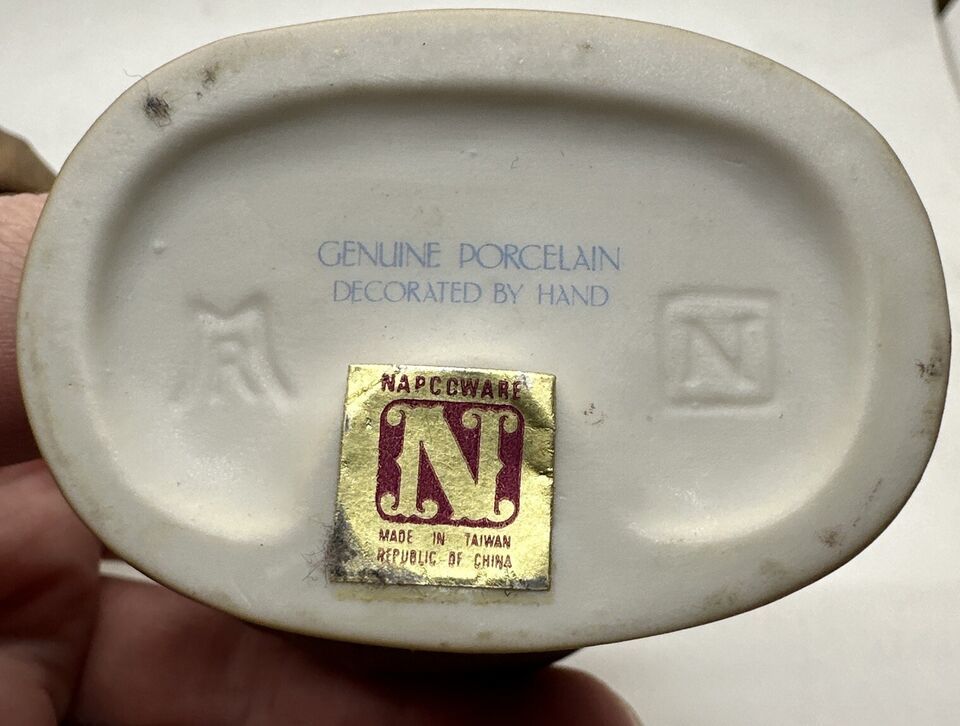 GENUINE PORCELAIN
DECORATED BY HAND
N
NAPCOWARE
N
MADE IN TAIWAN
REPUBLIC OF CHINA